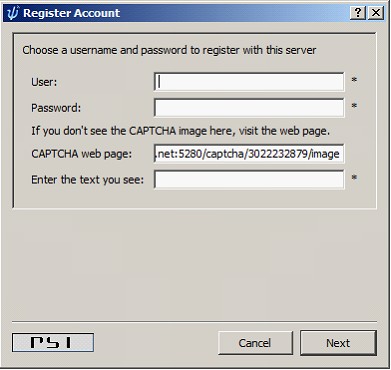 Register Account
Choose a username and password to register with this server
User: *
Password: *
If you don't see the CAPTCHA image here, visit the web page.
CAPTCHA web page: .net:5280/captcha/3022232879/image
Enter the text you see: *
PSI Cancel Next